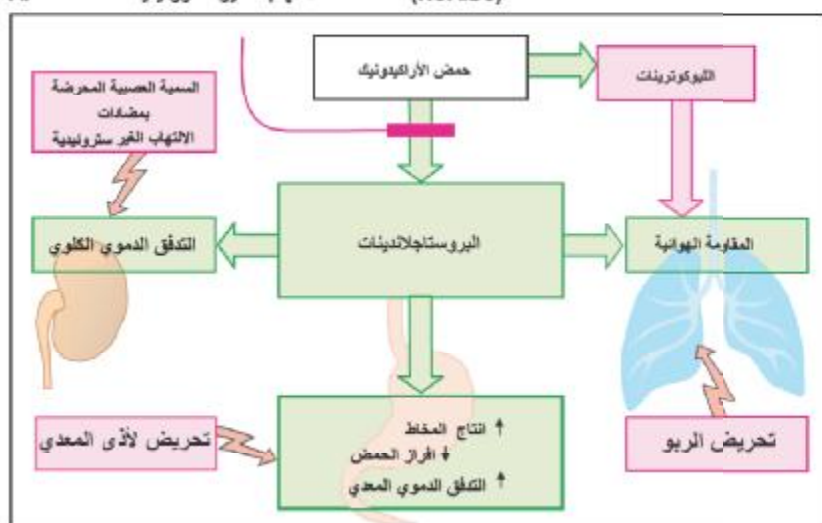 (NSAIDs)
حمض الأراكيدونيك
الليوكوترينات
السمية العصبية المحرضة
بمضادات
الالتهاب الغير ستروئيدية
التدفق الدموي الكلوي
البروستاجلاندينات
المقاومة الهوائية
تحريض لأذى المعدي
↑ انتاج المخاط
↓ افراز الحمض
↑ التدفق الدموي المعدي
تحريض الربو